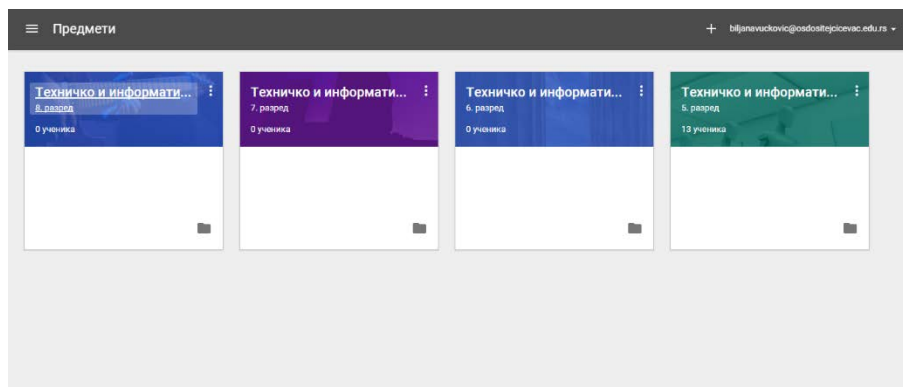 Предмети
biljanavuckovic@osdositejcicevac.edu.rs
Техничко и информати...
8. разред
0 ученика
Техничко и информати...
7. разред
0 ученика
Техничко и информати...
6. разред
0 ученика
Техничко и информати...
5. разред
13 ученика